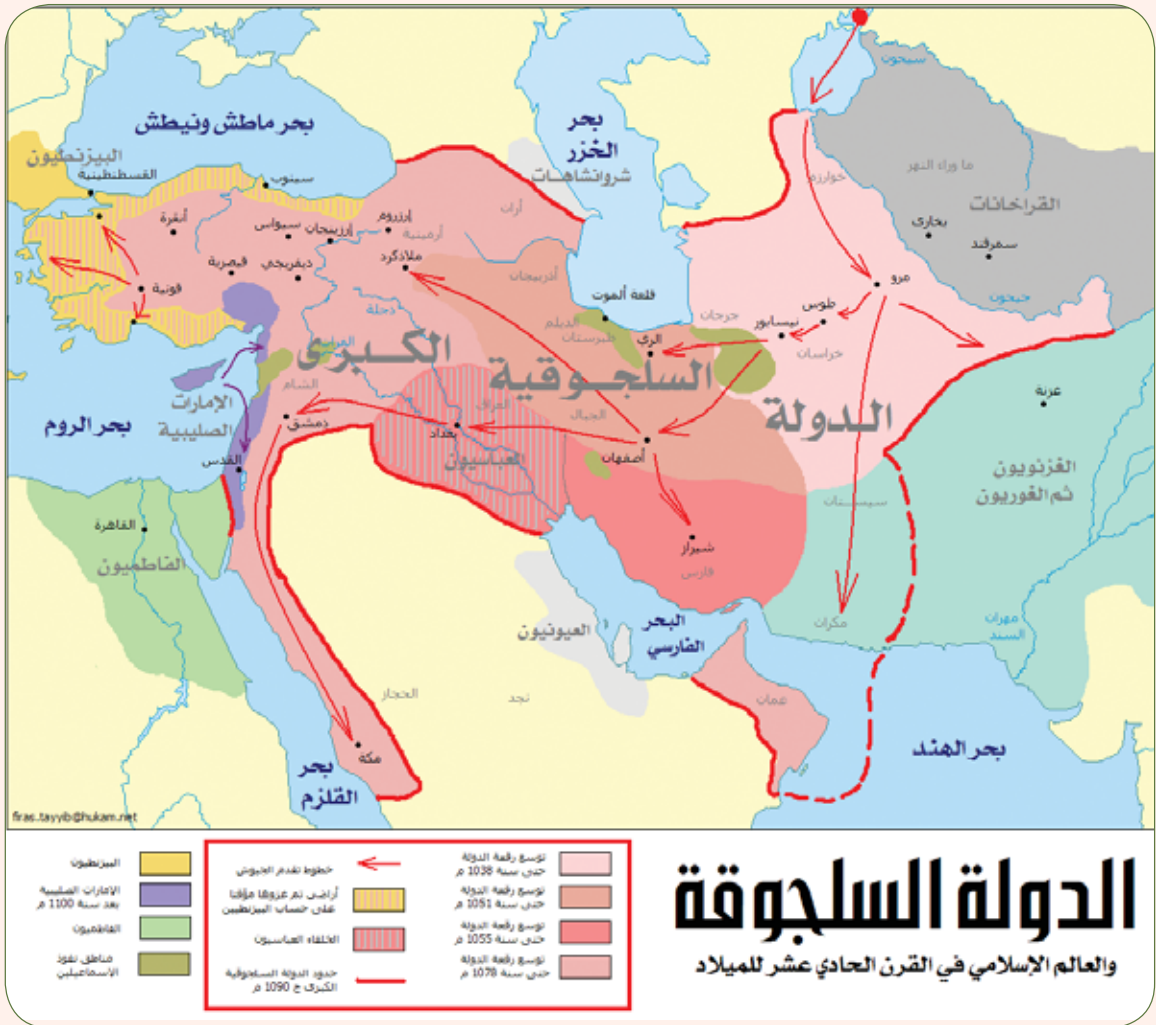 سيحون
بحر ماطش ونيطش
بحر
الخزر
شروانشاهات
البيزنطيون
القسطنطينية
سينوب
ما وراء النهر
خوارزم
القراخانات
أران
بخارى
سمرقند
أنقرة
سيواس
أرزينجان
إرزروم
أرمينية
ملاذكرد
قيصرية
ديفريجي
قونية
أذربيجان
قلعة ألموت
مرو
جيحون
طوس
نيسابور
جرجان
دجلة
الديلم
طبرستان
الري
خراسان
الفرات
الدولة
السلجوقية
الكبرى
الشام
الإمارات
الصليبية
بحر الروم
دمشق
العراق
الجبال
بغداد
أصفهان
العباسيون
القدس
غزنة
الغزنويون
ثم الغوريون
سيستان
القاهرة
الفاطميون
شيراز
فارس
مكران
مهران
السند
العيونيون
البحر
الفارسي
الحجاز
نجد
عمان
مكة
بحر
القلزم
بحر الهند
firas.tayyib@hukam.net
الدولة السلجوقة
والعالم الإسلامي في القرن الحادي عشر للميلاد
توسع رقعة الدولة
حتى سنة 1038 م
توسع رقعة الدولة
حتى سنة 1051 م
توسع رقعة الدولة
حتى سنة 1055 م
توسع رقعة الدولة
حتى سنة 1078 م
خطوط تقدم الجيوش
أراضي تم غزوها مؤقتا
على حساب البيزنطيين
الخلفاء العباسيون
حدود الدولة السلجوقية
الكبرى ح 1090 م
البيزنطيون
الامارات الصليبية
بعد سنة 1100 م
الفاطميون
مناطق نفوذ
الاسماعيليين